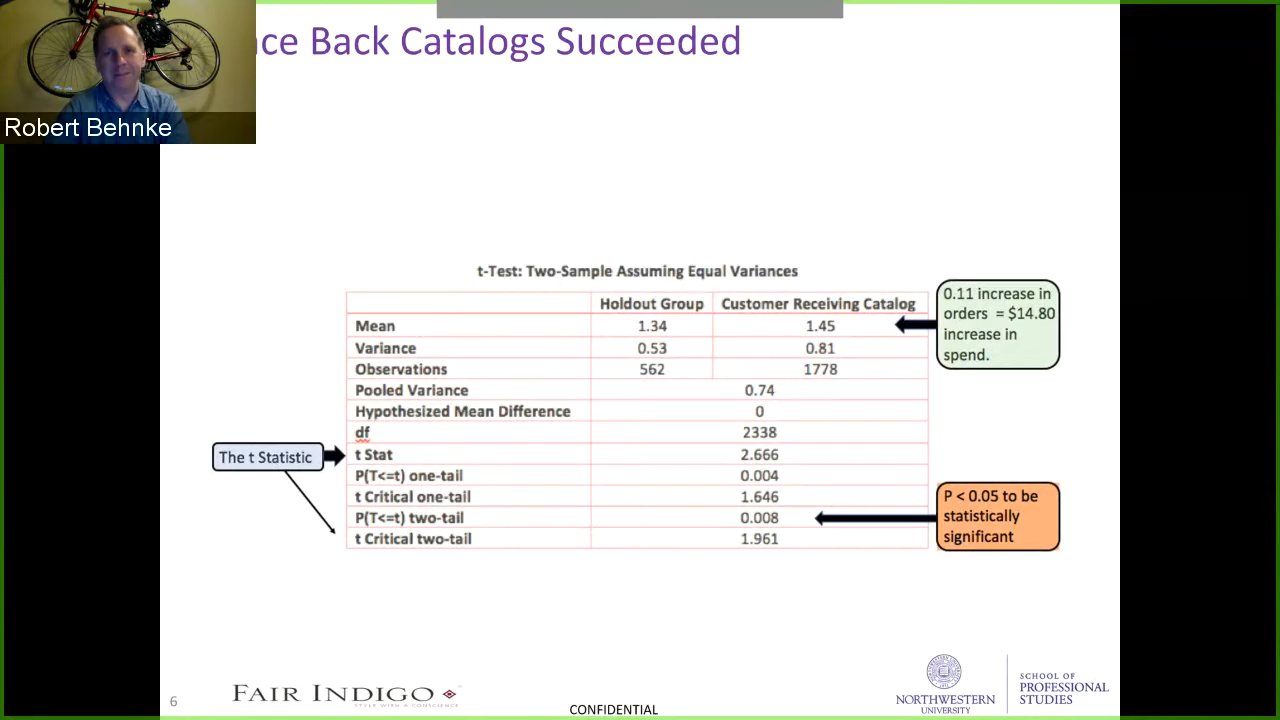 ce Back Catalogs Succeeded
Robert Behnke
t-Test: Two-Sample Assuming Equal Variances
Holdout Group Customer Receiving Catalog
Mean 1.34 1.45
Variance 0.53 0.81
Observations 562 1778
Pooled Variance 0.74
Hypothesized Mean Difference 0
df 2338
t Stat 2.666
P(T<=t) one-tail 0.004
t Critical one-tail 1.646
P(T<=t) two-tail 0.008
t Critical two-tail 1.961
0.11 increase in
orders = $14.80
increase in
spend.
The t Statistic
P < 0.05 to be
statistically
significant
6
FAIR INDIGO
STYLE WITH A CONSCIENCE
CONFIDENTIAL
NORTHWESTERN
UNIVERSITY
SCHOOL OF
PROFESSIONAL
STUDIES